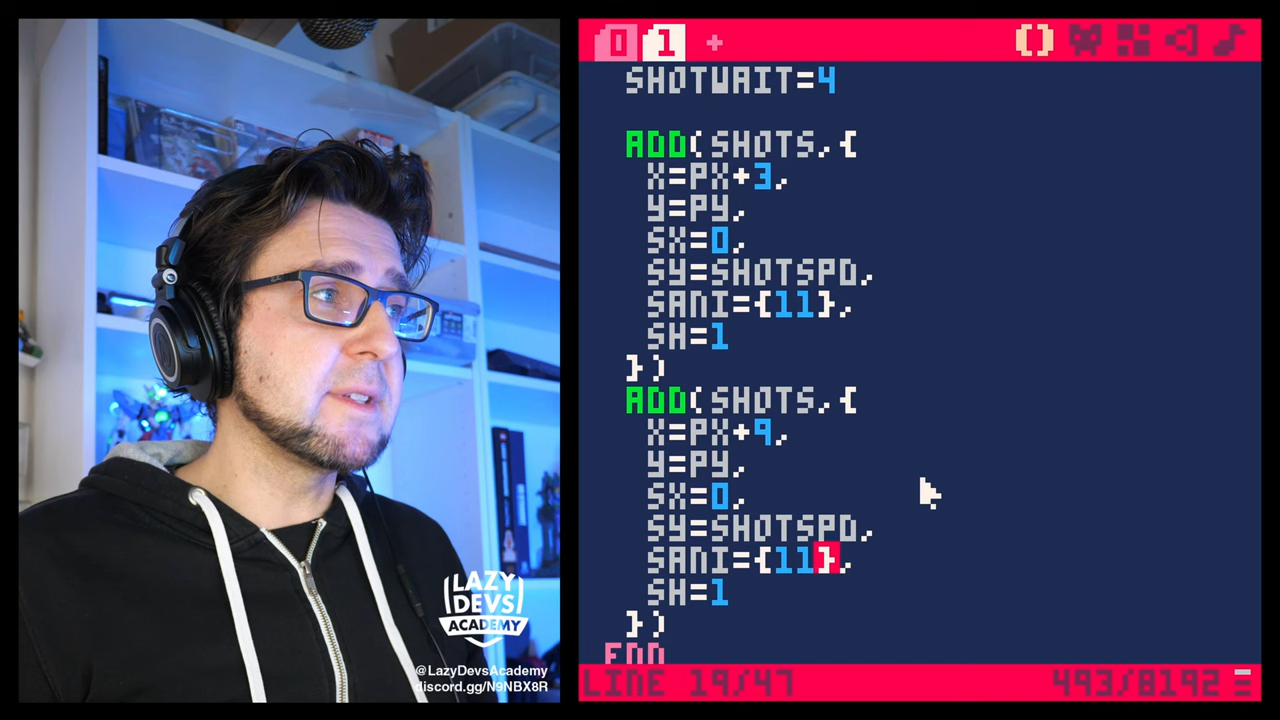 0 1 +
SHOTWAIT=4
ADD(SHOTS,{
X=PX+3,
Y=PY,
SX=0,
SY=SHOTSPD,
SANI={11},
SH=1
})
ADD(SHOTS,{
X=PX+9,
Y=PY,
SX=0,
SY=SHOTSPD,
SANI={11},
SH=1
})
END
LINE 19/47
493/8192
LAZY
DEVS
ACADEMY
@LazyDevsAcademy
discord.gg/N9NBX8R